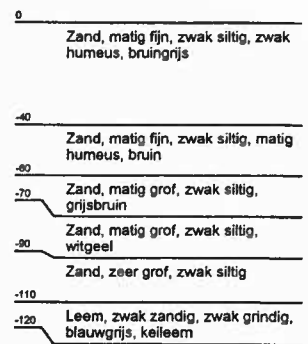 0
Zand, matig fijn, zwak siltig, zwak
humeus, bruingrijs
-40
Zand, matig fijn, zwak siltig, matig
humeus, bruin
-60
Zand, matig grof, zwak siltig,
grijsbruin
-70
Zand, matig grof, zwak siltig,
witgeel
-90
Zand, zeer grof, zwak siltig
-110
Leem, zwak zandig, zwak grindig,
blauwgrijs, keileem
-120